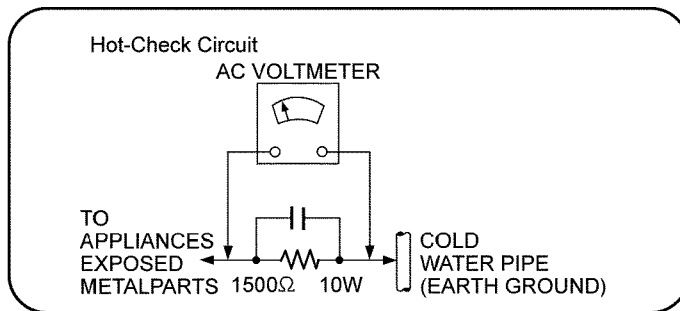 Hot-Check Circuit
AC VOLTMETER
TO
APPLIANCES
EXPOSED
METALPARTS
1500Ω 10W
COLD
WATER PIPE
(EARTH GROUND)